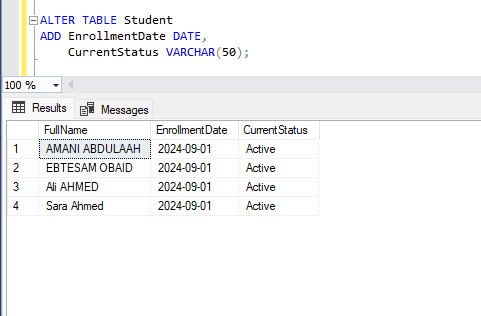 ALTER TABLE Student
ADD EnrollmentDate DATE,
CurrentStatus VARCHAR(50);
100 %
Results Messages
FullName EnrollmentDate CurrentStatus
1 AMANI ABDULAAH 2024-09-01 Active
2 EBTESAM OBAID 2024-09-01 Active
3 Ali AHMED 2024-09-01 Active
4 Sara Ahmed 2024-09-01 Active